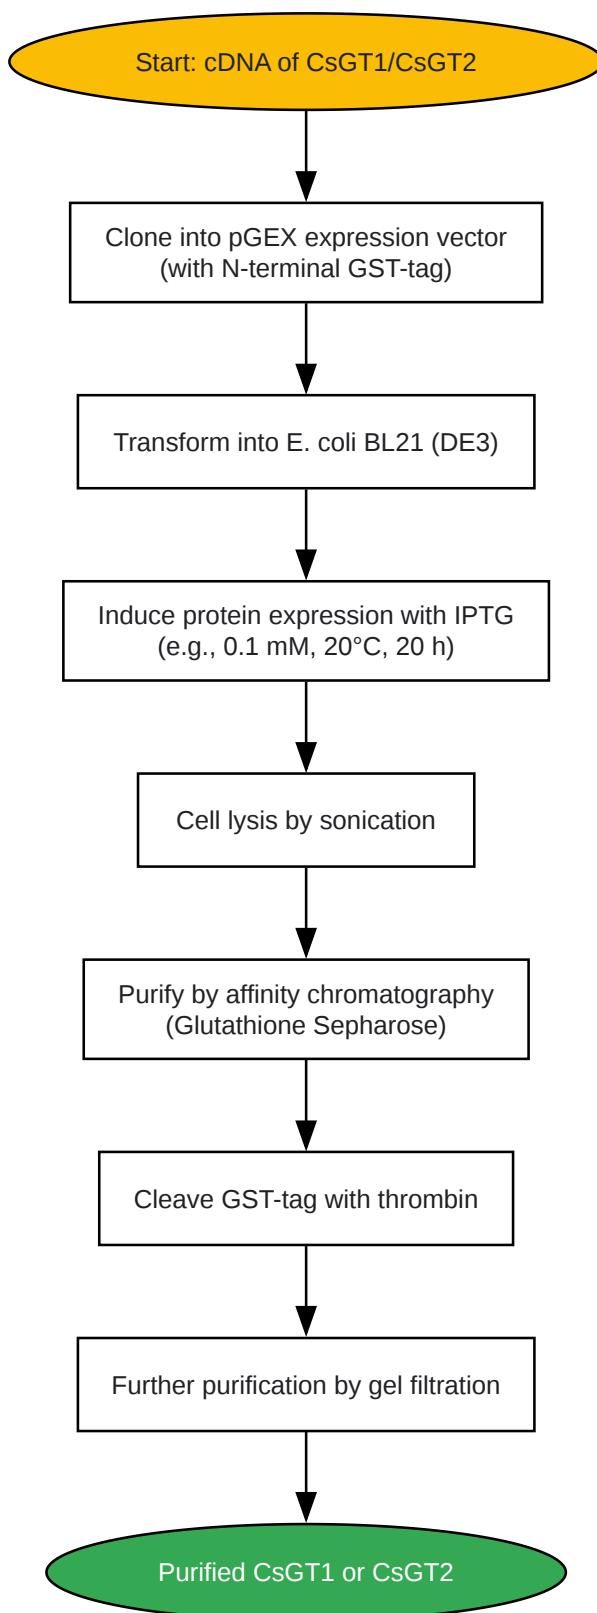 Start: cDNA of CsGT1/CsGT2
Clone into pGEX expression vector
(with N-terminal GST-tag)
Transform into E. coli BL21 (DE3)
Induce protein expression with IPTG
(e.g., 0.1 mM, 20°C, 20 h)
Cell lysis by sonication
Purify by affinity chromatography
(Glutathione Sepharose)
Cleave GST-tag with thrombin
Further purification by gel filtration
Purified CsGT1 or CsGT2